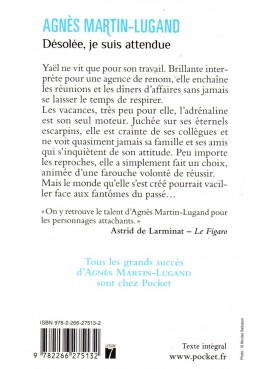 AGNÈS MARTIN-LUGAND
Désolée, je suis attendue
Yaël ne vit que pour son travail. Brillante inter-
prète pour une agence de renom, elle enchaîne
les réunions et les dîners d'affaires sans jamais
se laisser le temps de respirer.
Les vacances, très peu pour elle, l'adrénaline
est son moteur. Juchée sur ses éternels
escarpins, elle est crainte de ses collègues et
ne voit quasiment jamais sa famille et ses amis
qui s'inquiètent de son attitude. Peu importe
les reproches, elle a simplement fait un choix,
animée d'une farouche volonté de réussir.
Mais le monde qu'elle s'est créé pourrait vacil-
ler face aux fantômes du passé…
"On y retrouve le talent d'Agnès Martin-Lugand pour
les personnages attachants."
Astrid de Larminat – Le Figaro
Tous les grands succès
d'Agnès Martin-Lugand
sont chez Pocket
ISBN 978-2-266-27513-2
9 782266 275132
Texte intégral
www.pocket.fr